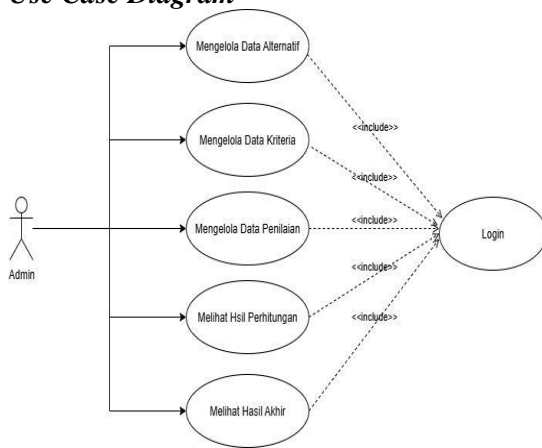 Use Case Diagram
Mengelola Data Alternatif
<<include>>
Mengelola Data Kriteria
<<include>>
Mengelola Data Penilaian
<<include>>
Login
Admin
<<include>>
Melihat Hsil Perhitungan
<<include>>
Melihat Hasil Akhir